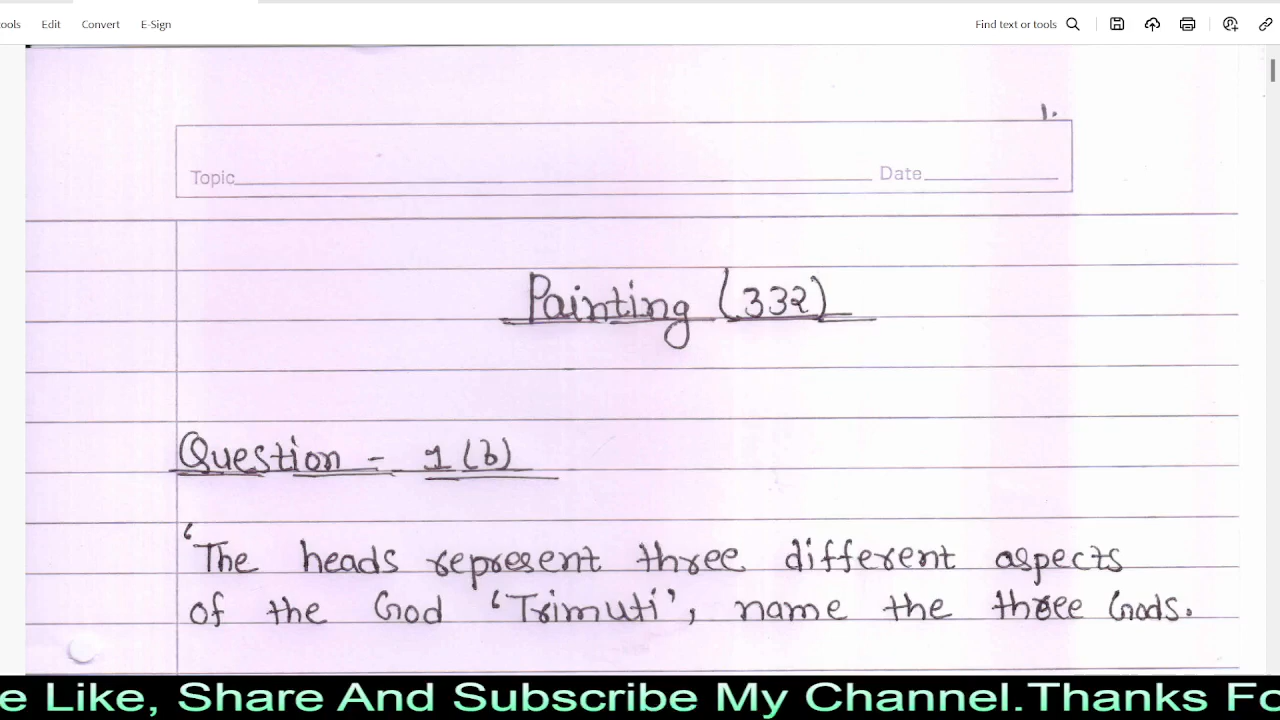 ools Edit Convert E-Sign Find text or tools
1.
Topic Date
Painting (332)
Question - 1 (b)
'The heads represent three different aspects
of the God 'Trimuti', name the three Gods.
e Like, Share And Subscribe My Channel.Thanks Fo